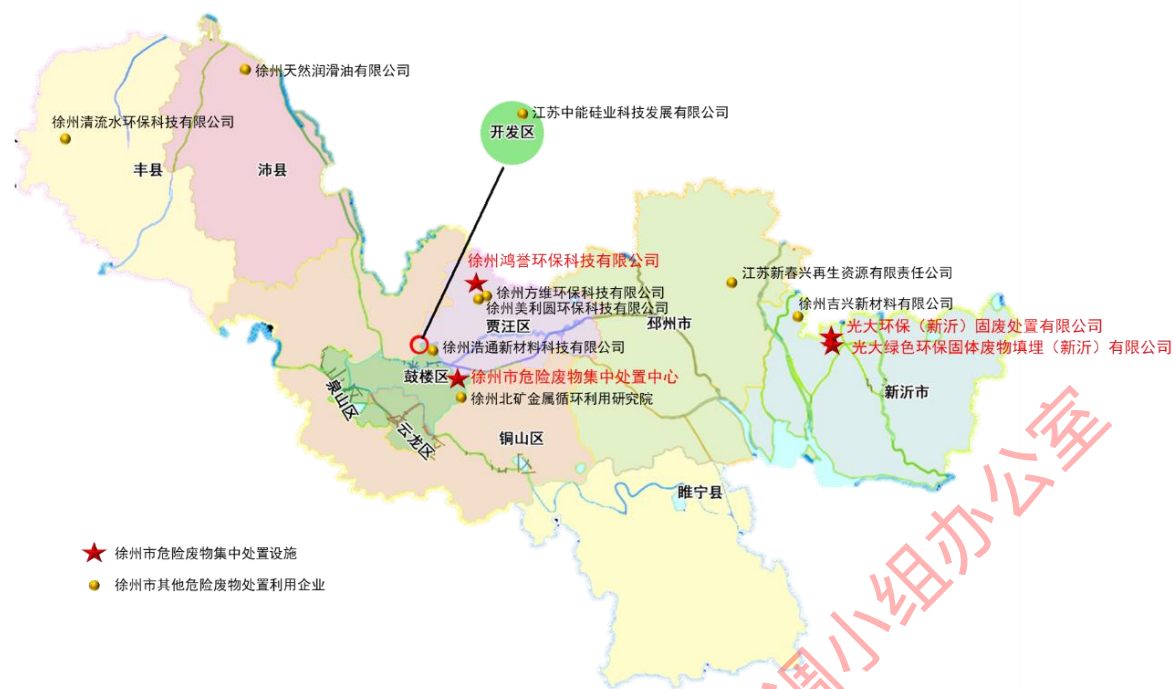 徐州天然润滑油有限公司
江苏中能硅业科技发展有限公司
徐州清流水环保科技有限公司
开发区
丰县
沛县
徐州鸿誉环保科技有限公司
江苏新春兴再生资源有限责任公司
徐州方维环保科技有限公司
徐州美利圆环保科技有限公司
徐州吉兴新材料有限公司
贾汪区
邳州市
光大环保（新沂）固废处置有限公司
徐州浩通新材料科技有限公司
光大绿色环保固体废物填埋（新沂）有限公司
鼓楼区
徐州市危险废物集中处置中心
泉山区
徐州北矿金属循环利用研究院
新沂市
云龙区
铜山区
睢宁县
徐州市危险废物集中处置设施
徐州市其他危险废物处置利用企业
调小组办公室